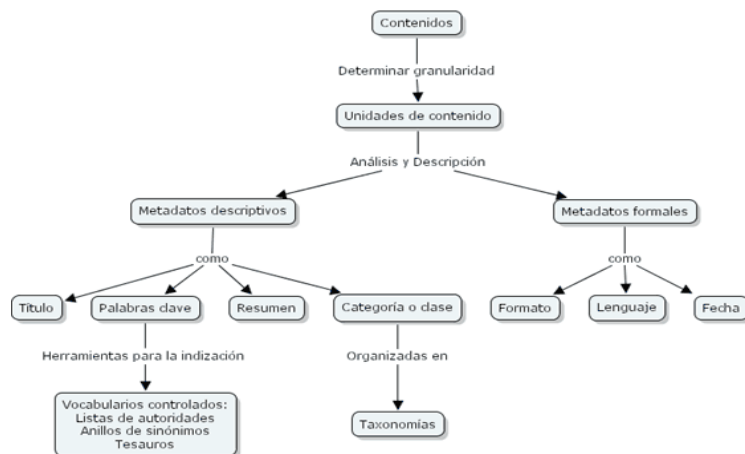 Contenidos
Determinar granularidad
Unidades de contenido
Análisis y Descripción
Metadatos descriptivos
Metadatos formales
como
como
Título
Palabras clave
Resumen
Categoría o clase
Formato
Lenguaje
Fecha
Herramientas para la indización
Organizadas en
Vocabularios controlados:
Listas de autoridades
Anillos de sinónimos
Tesauros
Taxonomías